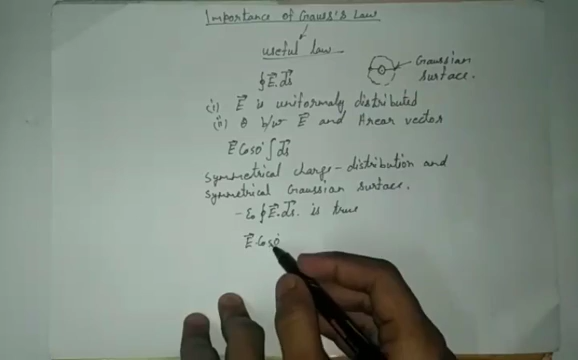 Importance of Gauss's Law
useful law
Gaussian
surface.
∮E⃗.ds⃗
(i) E⃗ is uniformaly distributed
(ii) θ b/w E⃗ and Arear vector
E⃗ Cos0° ∫ds⃗
Symmetrical charge-distribution and
Symmetrical Gaussian surface.
- ε₀ ∮E⃗.ds⃗. is true
E⃗.Cos0°